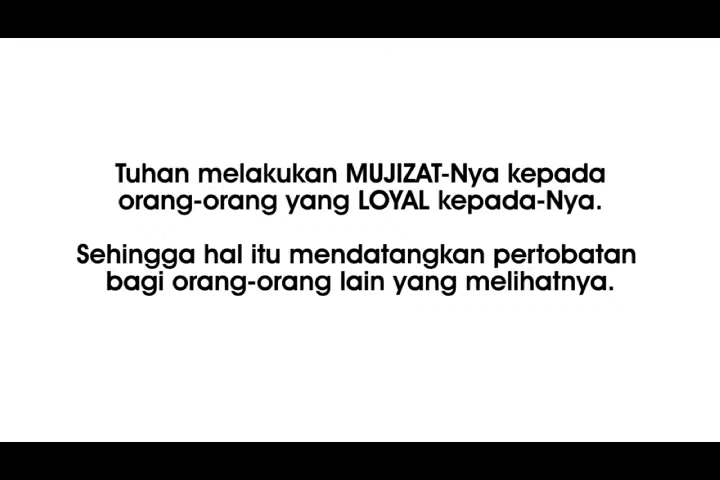 Tuhan melakukan MUJIZAT-Nya kepada
orang-orang yang LOYAL kepada-Nya.
Sehingga hal itu mendatangkan pertobatan
bagi orang-orang lain yang melihatnya.